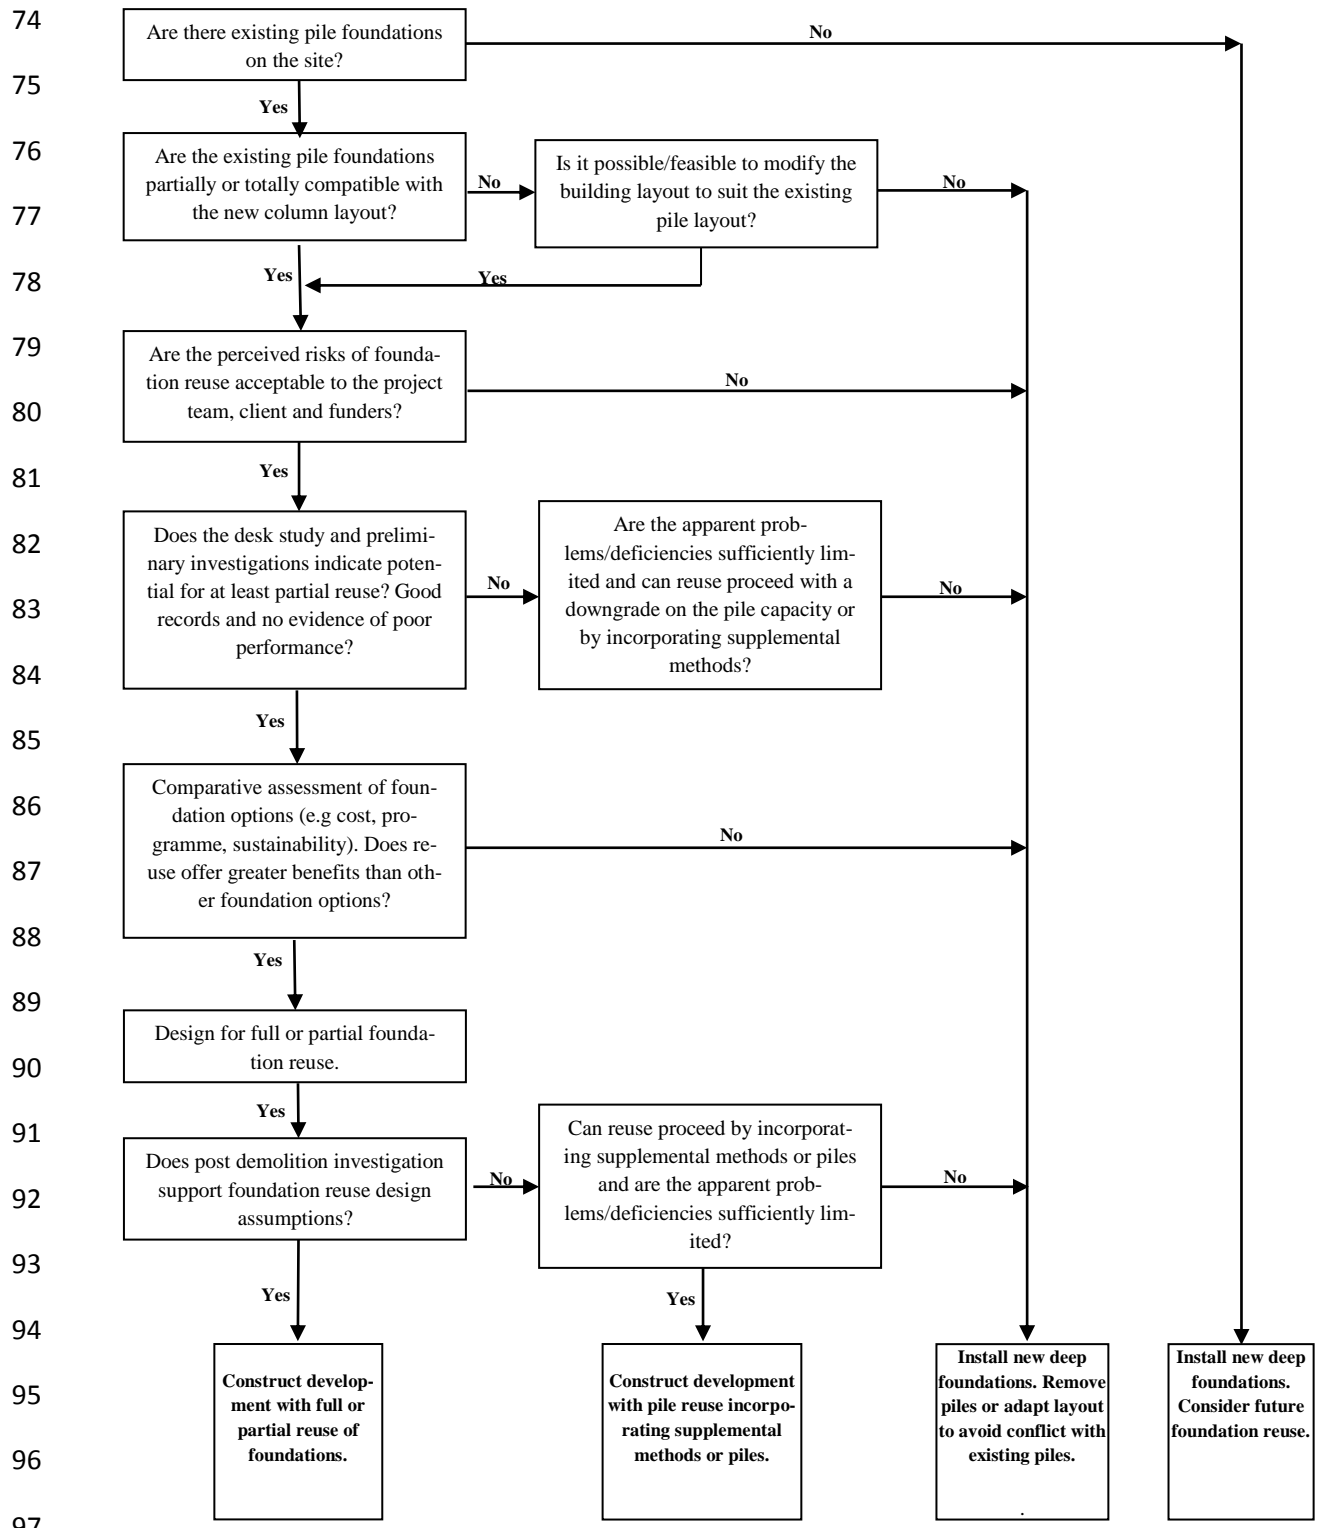 74
Are there existing pile foundations
on the site?
No
75
Yes
76
Are the existing pile foundations
partially or totally compatible with
the new column layout?
No
Is it possible/feasible to modify the
building layout to suit the existing
pile layout?
No
77
78
Yes
Yes
79
Are the perceived risks of founda-
tion reuse acceptable to the project
team, client and funders?
No
80
81
Yes
82
Does the desk study and prelimi-
nary investigations indicate poten-
tial for at least partial reuse? Good
records and no evidence of poor
performance?
No
Are the apparent prob-
lems/deficiencies sufficiently lim-
ited and can reuse proceed with a
downgrade on the pile capacity or
by incorporating supplemental
methods?
No
83
84
Yes
85
86
Comparative assessment of foun-
dation options (e.g cost, pro-
gramme, sustainability). Does re-
use offer greater benefits than oth-
er foundation options?
No
87
88
Yes
89
Design for full or partial founda-
tion reuse.
90
Yes
91
Does post demolition investigation
support foundation reuse design
assumptions?
No
Can reuse proceed by incorporat-
ing supplemental methods or piles
and are the apparent prob-
lems/deficiencies sufficiently lim-
ited?
No
92
93
Yes
Yes
94
Construct develop-
ment with full or
partial reuse of
foundations.
Construct development
with pile reuse incorpo-
rating supplemental
methods or piles.
Install new deep
foundations. Remove
piles or adapt layout
to avoid conflict with
existing piles.
.
Install new deep
foundations.
Consider future
foundation reuse.
95
96
97